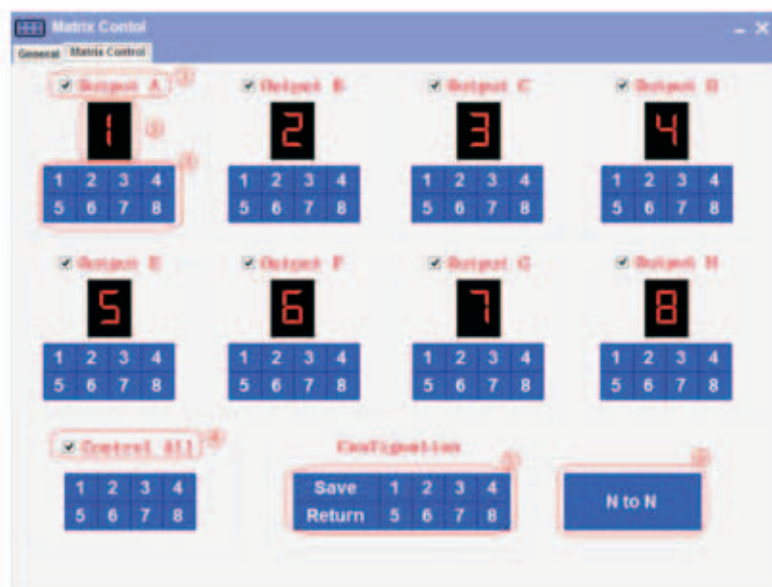 Matrix Contol
General Matrix Control
Output A Output B Output C Output D
1 2 3 4
1 2 3 4 1 2 3 4 1 2 3 4 1 2 3 4
5 6 7 8 5 6 7 8 5 6 7 8 5 6 7 8
Output E Output F Output G Output H
5 6 7 8
1 2 3 4 1 2 3 4 1 2 3 4 1 2 3 4
5 6 7 8 5 6 7 8 5 6 7 8 5 6 7 8
Control All Configuation
1 2 3 4 Save 1 2 3 4 N to N
5 6 7 8 Return 5 6 7 8